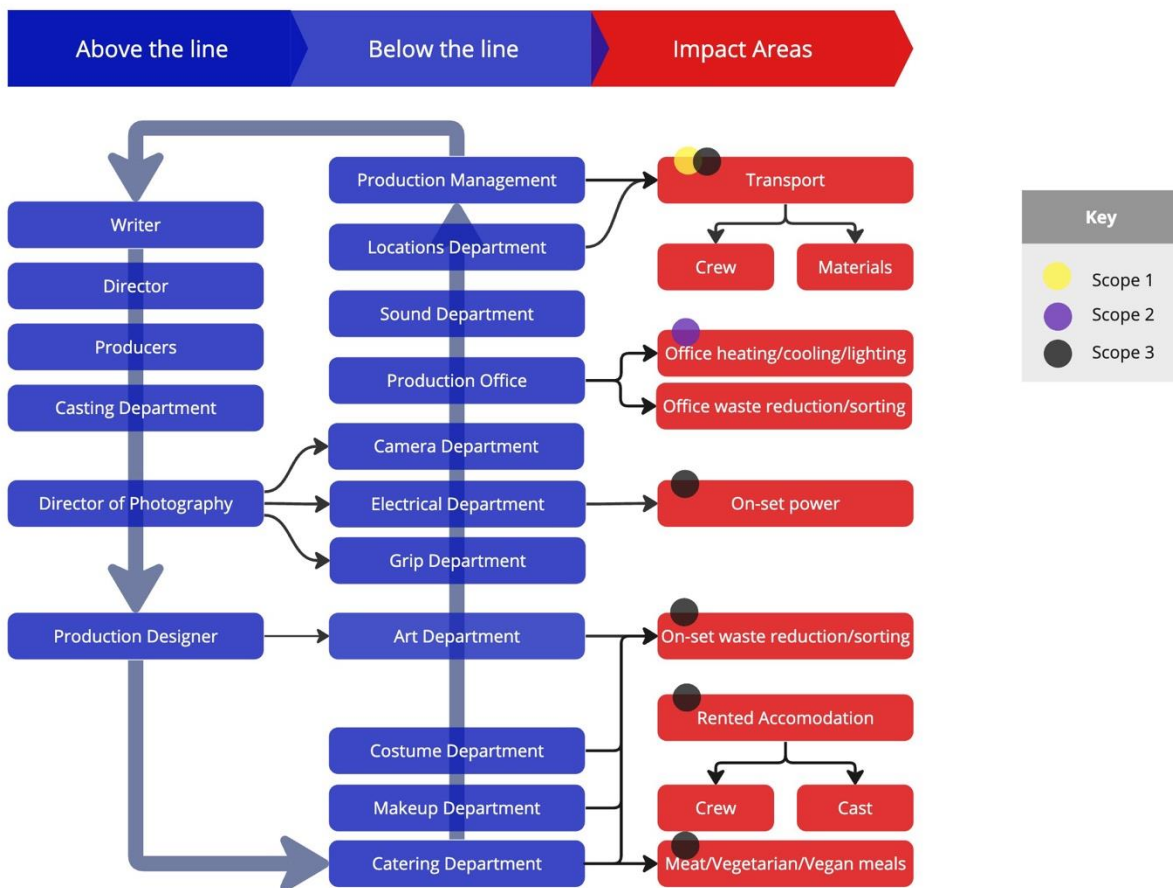 Above the line
Below the line
Impact Areas
Production Management
Transport
Writer
Locations Department
Crew
Materials
Director
Sound Department
Producers
Production Office
Office heating/cooling/lighting
Casting Department
Office waste reduction/sorting
Camera Department
Director of Photography
Electrical Department
On-set power
Grip Department
Production Designer
Art Department
On-set waste reduction/sorting
Rented Accomodation
Costume Department
Makeup Department
Crew
Cast
Catering Department
Meat/Vegetarian/Vegan meals
Key
Scope 1
Scope 2
Scope 3